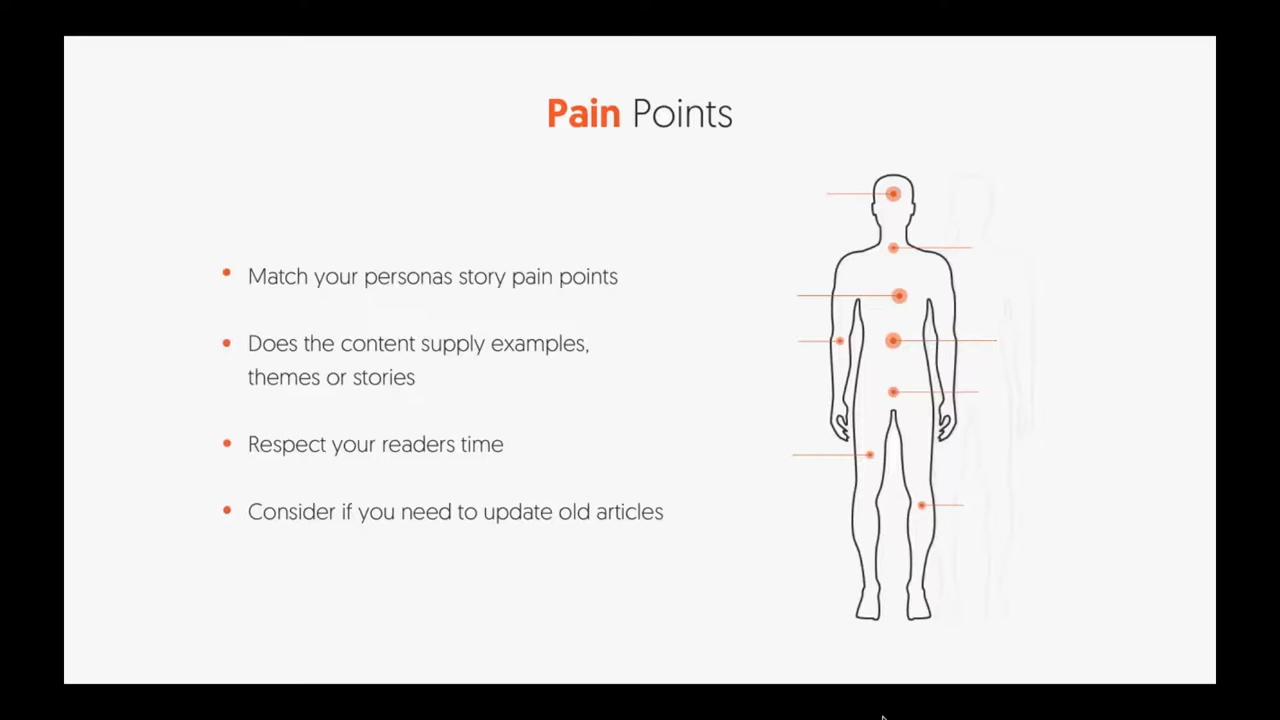 Pain Points
Match your personas story pain points
Does the content supply examples,
themes or stories
Respect your readers time
Consider if you need to update old articles